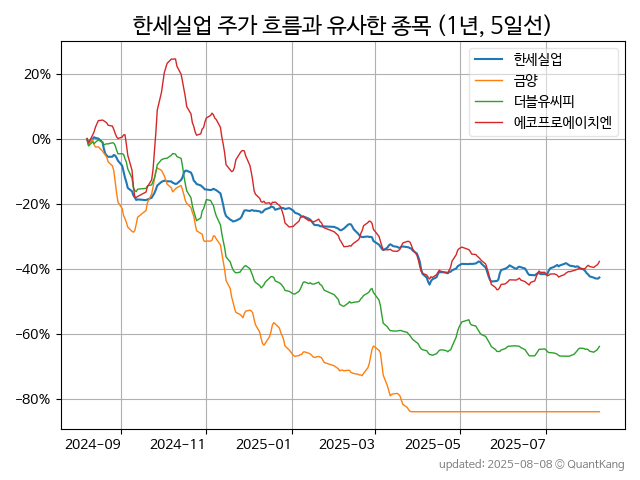 한세실업 주가 흐름과 유사한 종목 (1년, 5일선)
한세실업
금양
더블유씨피
에코프로에이치엔
20%
0%
−20%
−40%
−60%
−80%
2024-09 2024-11 2025-01 2025-03 2025-05 2025-07
updated: 2025-08-08 © QuantKang